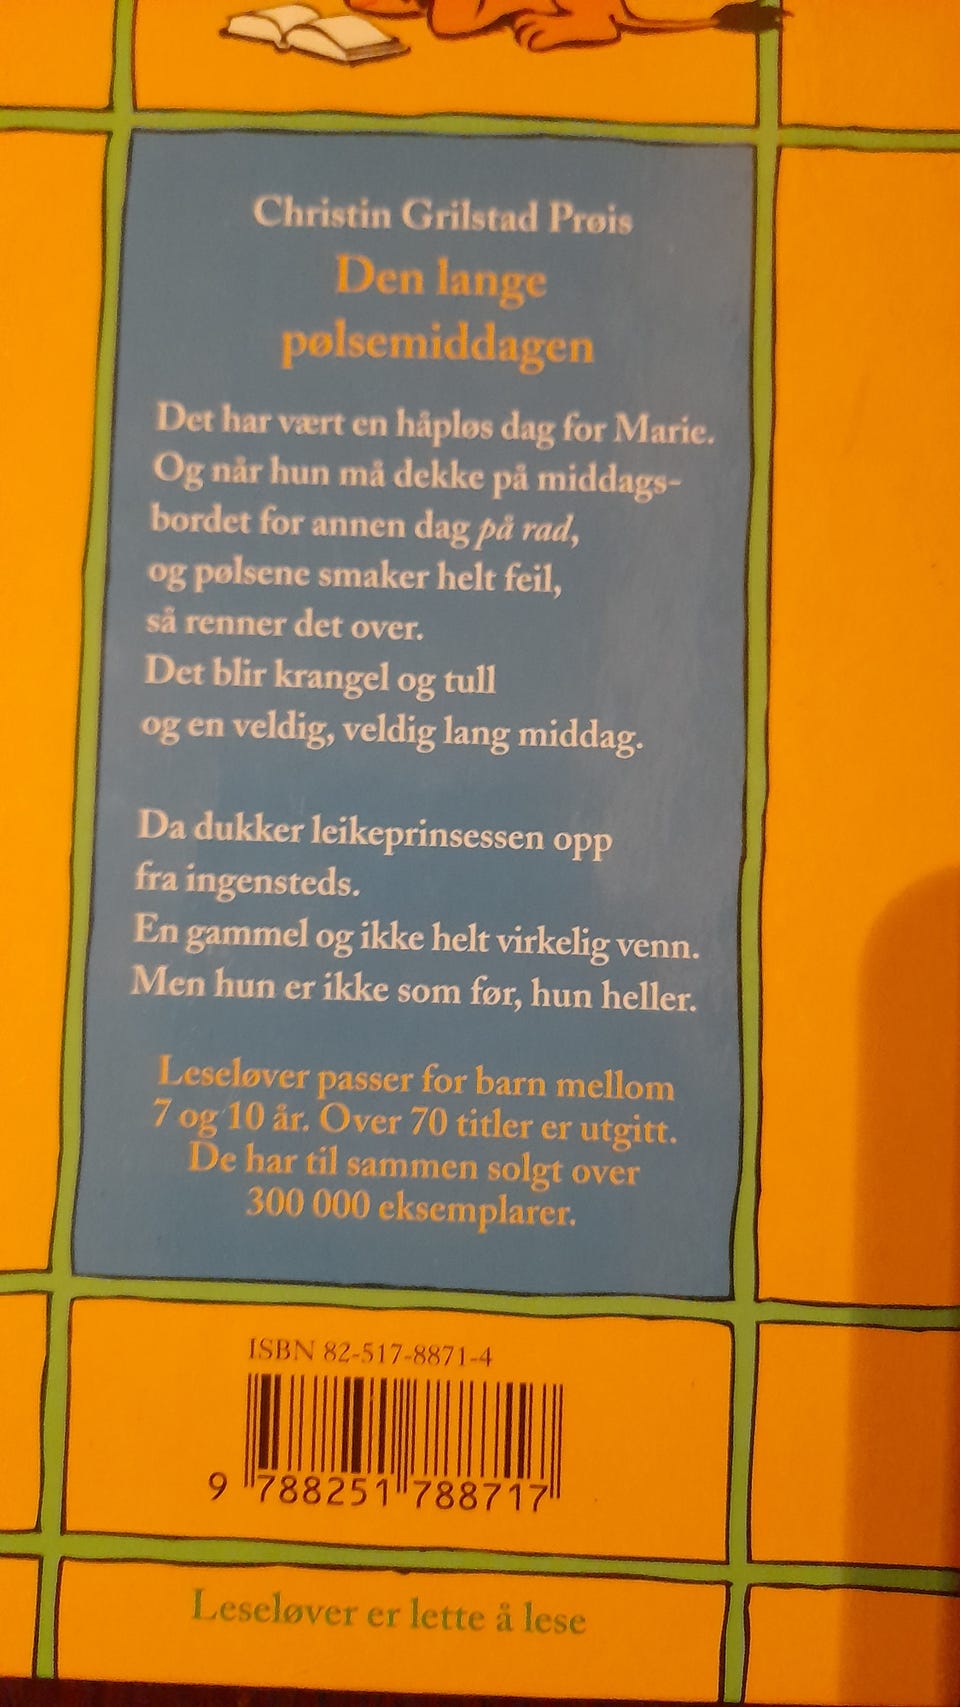 Christin Grilstad Prøis
Den lange
pølsemiddagen
Det har vært en håpløs dag for Marie.
Og når hun må dekke på middags-
bordet for annen dag på rad,
og pølsene smaker helt feil,
så renner det over.
Det blir krangel og tull
og en veldig, veldig lang middag.
Da dukker leikeprinsessen opp
fra ingensteds.
En gammel og ikke helt virkelig venn.
Men hun er ikke som før, hun heller.
Leseløver passer for barn mellom
7 og 10 år. Over 70 titler er utgitt.
De har til sammen solgt over
300 000 eksemplarer.
ISBN 82-517-8871-4
9 788251 788717
Leseløver er lette å lese